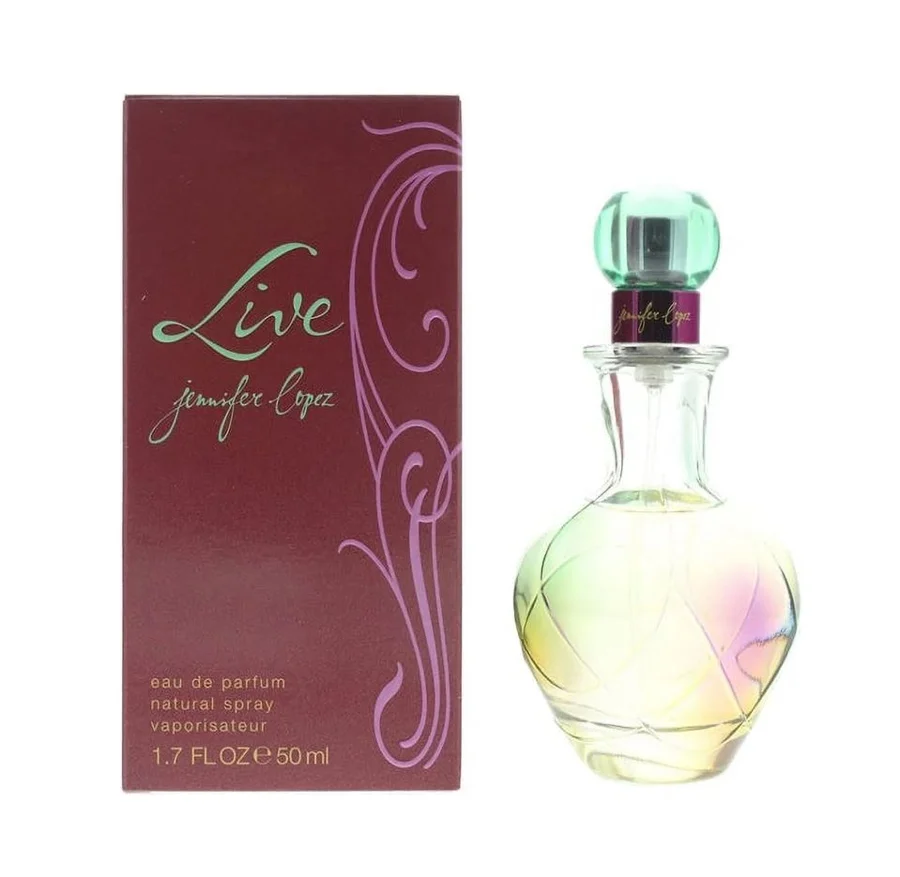 Live
jennifer lopez
eau de parfum
natural spray
vaporisateur
1.7 FL OZ ℮ 50 ml
jennifer lopez